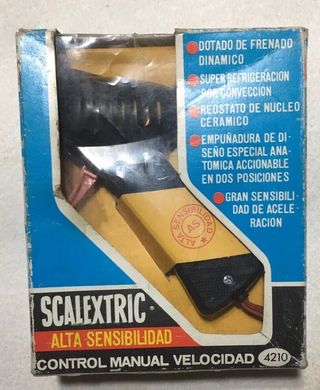 DOTADO DE FRENADO
DINAMICO
SUPER REFRIGERACION
POR CONVECCION
REOSTATO DE NUCLEO
CERAMICO
EMPUÑADURA DE DI-
SEÑO ESPECIAL ANA-
TOMICA ACCIONABLE
EN DOS POSICIONES
GRAN SENSIBILI-
DAD DE ACELE-
RACION
ALTA SENSIBILIDAD
AS
SCALEXTRIC
ALTA SENSIBILIDAD
CONTROL MANUAL VELOCIDAD 4210